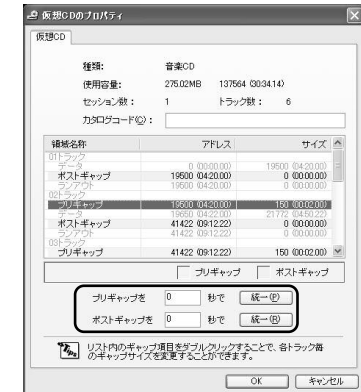 仮想CDのプロパティ
仮想CD
種類: 音楽CD
使用容量: 275.02MB 137564 (30:34.14)
セッション数: 1 トラック数: 6
カタログコード(C):
領域名称 アドレス サイズ
01トラック
データ 0 (00:00.00) 19500 (04:20.00)
ポストギャップ 19500 (04:20.00) 0 (00:00.00)
ランアウト 19500 (04:20.00) 0 (00:00.00)
02トラック
プリギャップ 19500 (04:20.00) 150 (00:02.00)
データ 19650 (04:22.00) 21772 (04:50.22)
ポストギャップ 41422 (09:12.22) 0 (00:00.00)
ランアウト 41422 (09:12.22) 0 (00:00.00)
03トラック
プリギャップ 41422 (09:12.22) 150 (00:02.00)
プリギャップ ポストギャップ
プリギャップを 0 秒で 統一(P)
ポストギャップを 0 秒で 統一(R)
Tips リスト内のギャップ項目をダブルクリックすることで、各トラック毎
のギャップサイズを変更することができます。
OK キャンセル